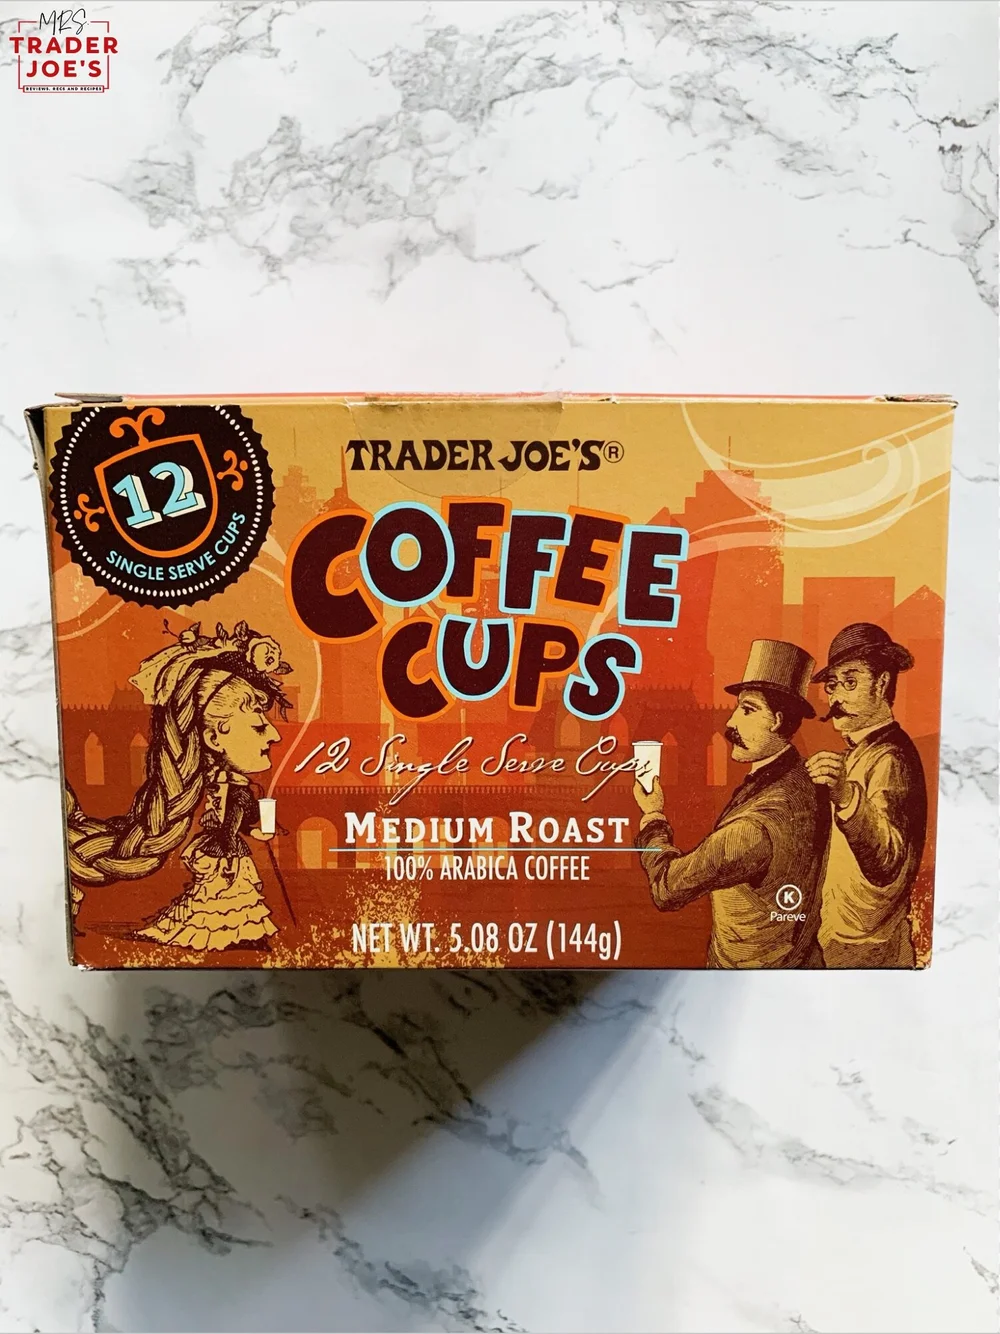 MRS.
TRADER
JOE'S
REVIEWS, RECS AND RECIPES
12
SINGLE SERVE CUPS
TRADER JOE'S®
COFFEE
CUPS
12 Single Serve Cups
MEDIUM ROAST
100% ARABICA COFFEE
NET WT. 5.08 OZ (144g)
K
Pareve